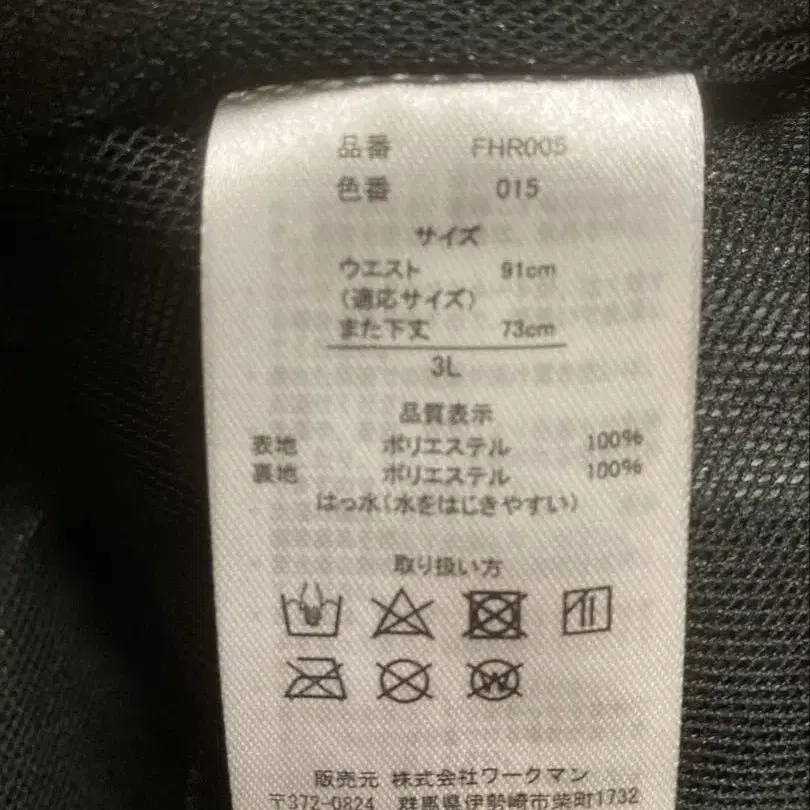 品番 FHR005
色番 015
サイズ
ウエスト 91cm
(適応サイズ)
また下丈 73cm
3L
品質表示
表地 ポリエステル 100%
裏地 ポリエステル 100%
はっ水(水をはじきやすい)
取り扱い方
販売元 株式会社ワークマン
〒372-0824 群馬県伊勢崎市柴町1732